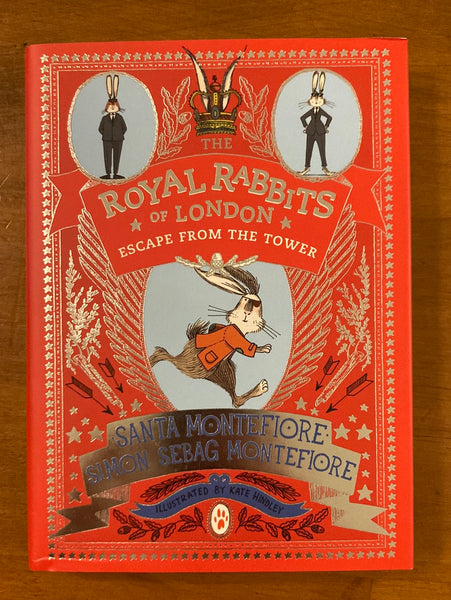 THE
ROYAL RABBITS
OF LONDON
ESCAPE FROM THE TOWER
SANTA MONTEFIORE·
SIMON SEBAG MONTEFIORE
ILLUSTRATED BY KATE HINDLEY